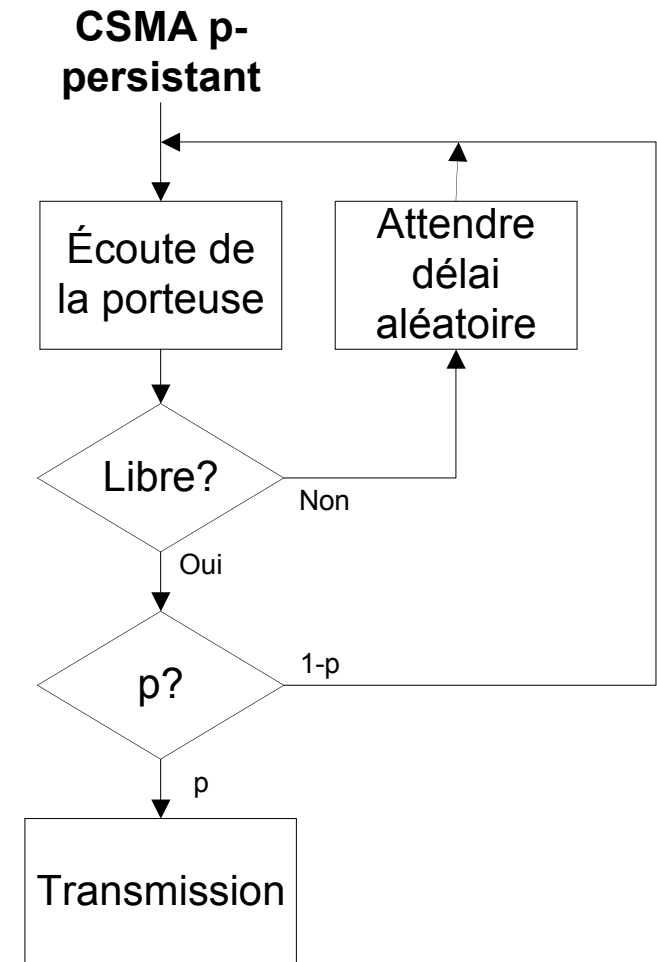 CSMA p-
persistant
Écoute de
la porteuse
Attendre
délai
aléatoire
Libre?
Non
Oui
p?
1-p
p
Transmission